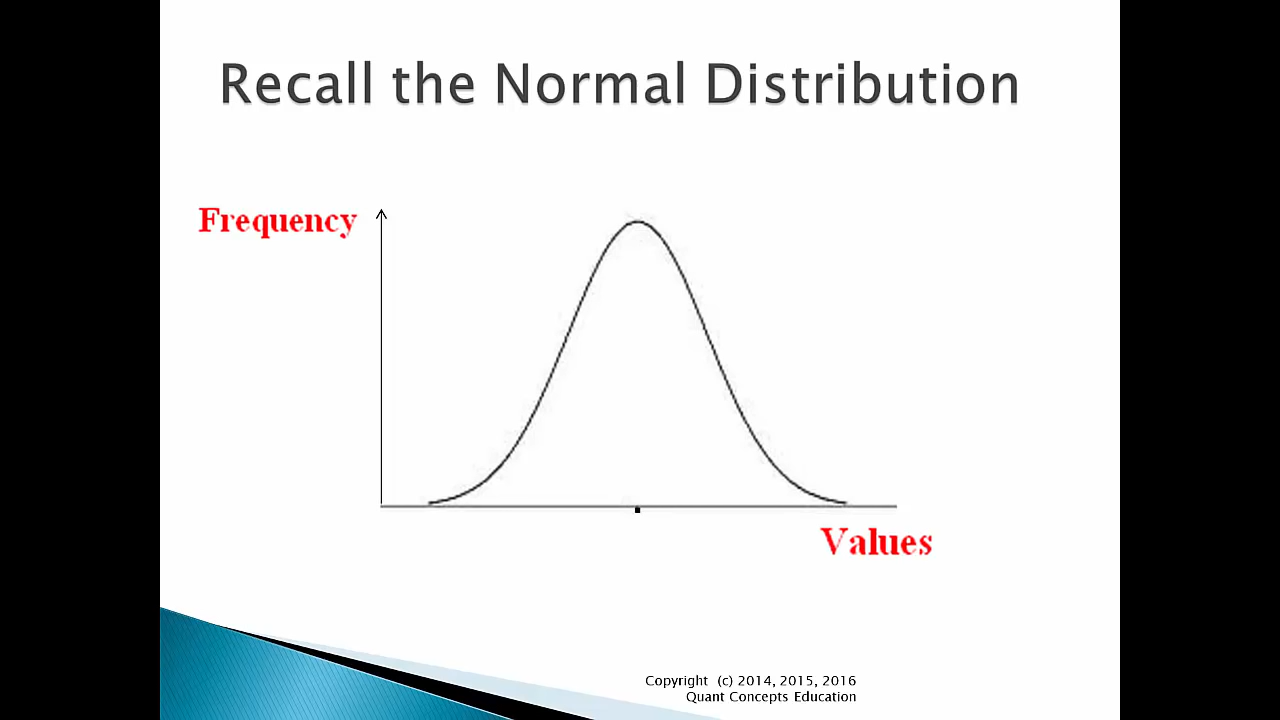 Recall the Normal Distribution
Frequency
Values
Copyright (c) 2014, 2015, 2016
Quant Concepts Education